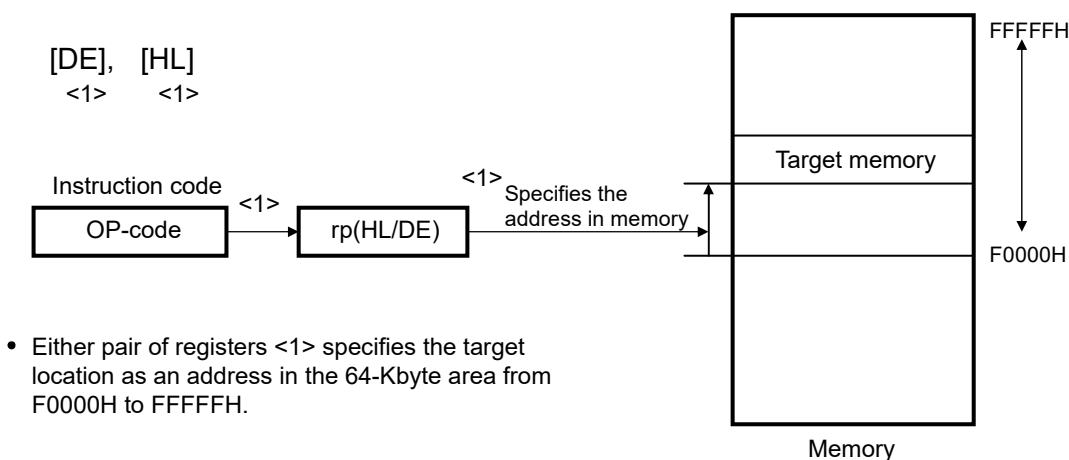 [DE], [HL]
<1> <1>
FFFFFH
Target memory
Instruction code
<1>
<1>
Specifies the
address in memory
OP-code
rp(HL/DE)
F0000H
• Either pair of registers <1> specifies the target
location as an address in the 64-Kbyte area from
F0000H to FFFFFH.
Memory